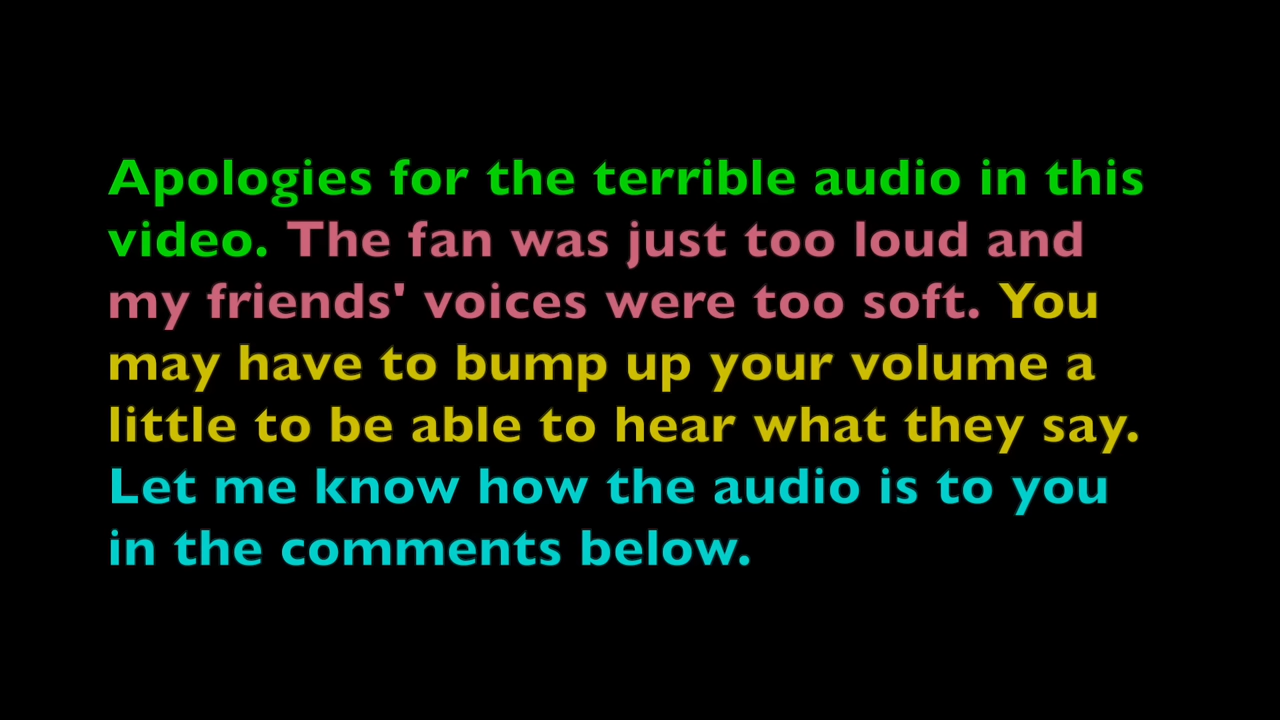 Apologies for the terrible audio in this
video. The fan was just too loud and
my friends' voices were too soft. You
may have to bump up your volume a
little to be able to hear what they say.
Let me know how the audio is to you
in the comments below.